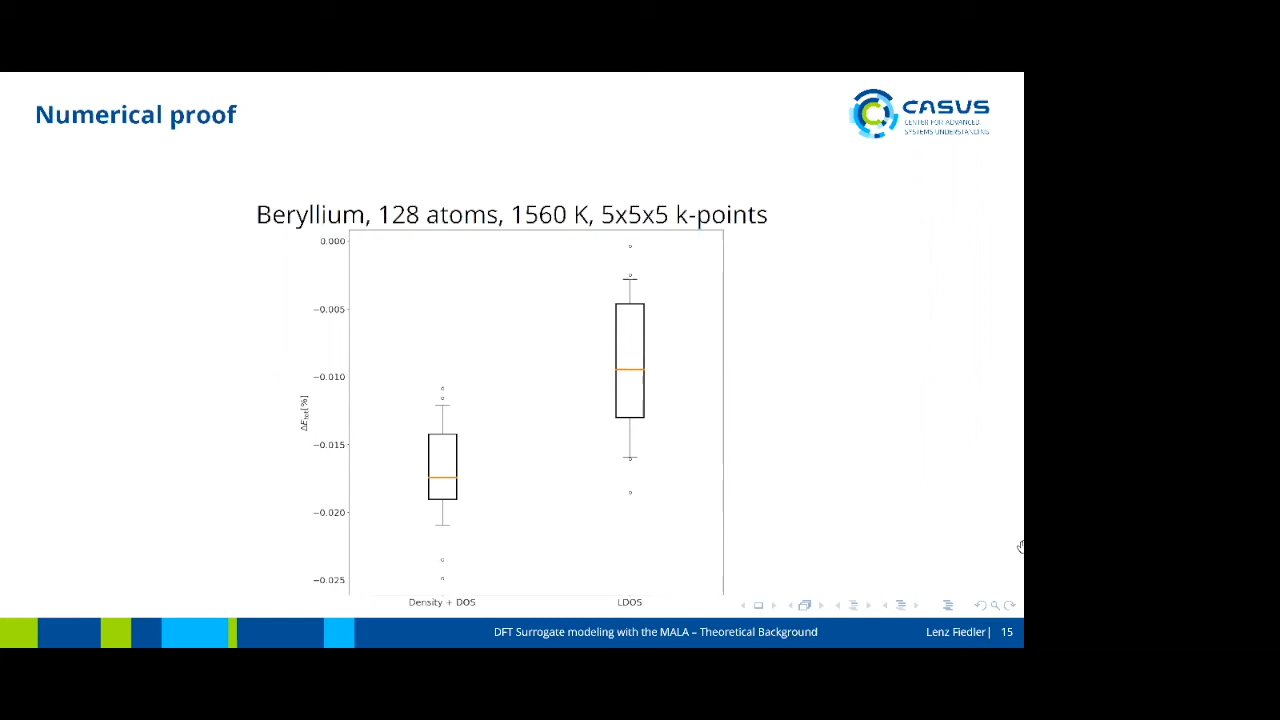 Numerical proof
CASUS
CENTER FOR ADVANCED
SYSTEMS UNDERSTANDING
Beryllium, 128 atoms, 1560 K, 5x5x5 k-points
0.000
−0.005
−0.010
−0.015
−0.020
−0.025
ΔEtot[%]
Density + DOS
LDOS
DFT Surrogate modeling with the MALA – Theoretical Background
Lenz Fiedler| 15